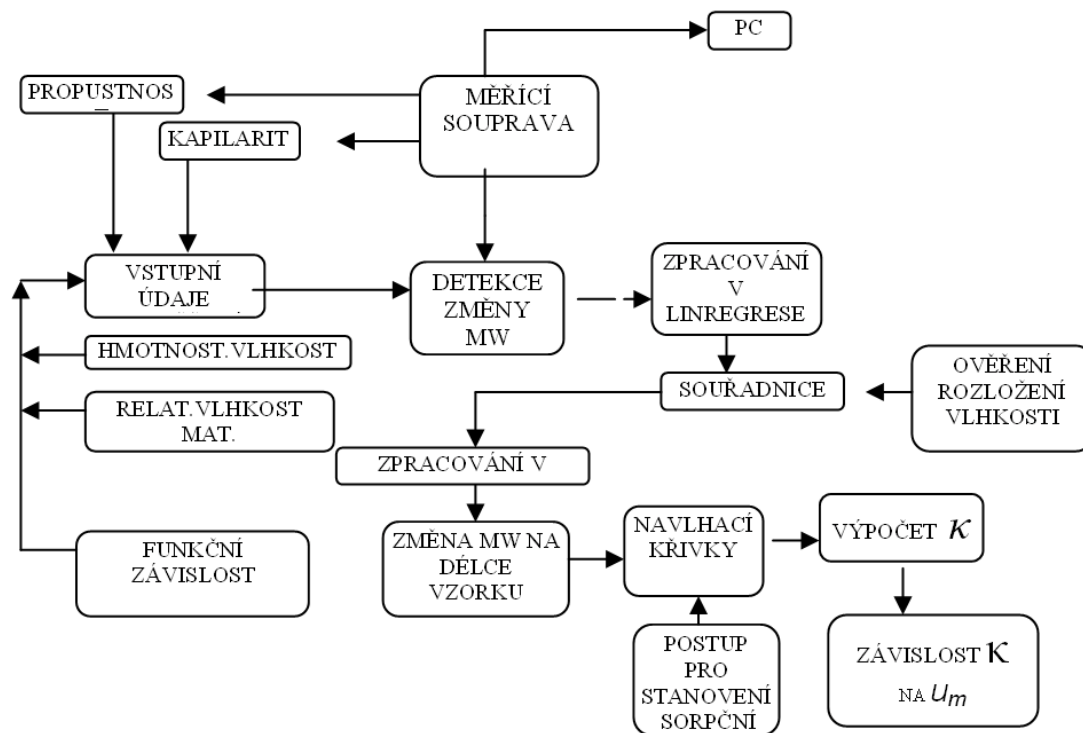 PC
PROPUSTNOS
MĚŘÍCÍ
SOUPRAVA
KAPILARIT
VSTUPNÍ
ÚDAJE
DETEKCE
ZMĚNY
MW
ZPRACOVÁNÍ
V
LINREGRESE
HMOTNOST.VLHKOST
SOUŘADNICE
OVĚŘENÍ
ROZLOŽENÍ
VLHKOSTI
RELAT.VLHKOST
MAT.
ZPRACOVÁNÍ V
FUNKČNÍ
ZÁVISLOST
ZMĚNA MW NA
DÉLCE
VZORKU
NAVLHACÍ
KŘIVKY
VÝPOČET κ
POSTUP
PRO
STANOVENÍ
SORPČNÍ
ZÁVISLOST κ
NA um